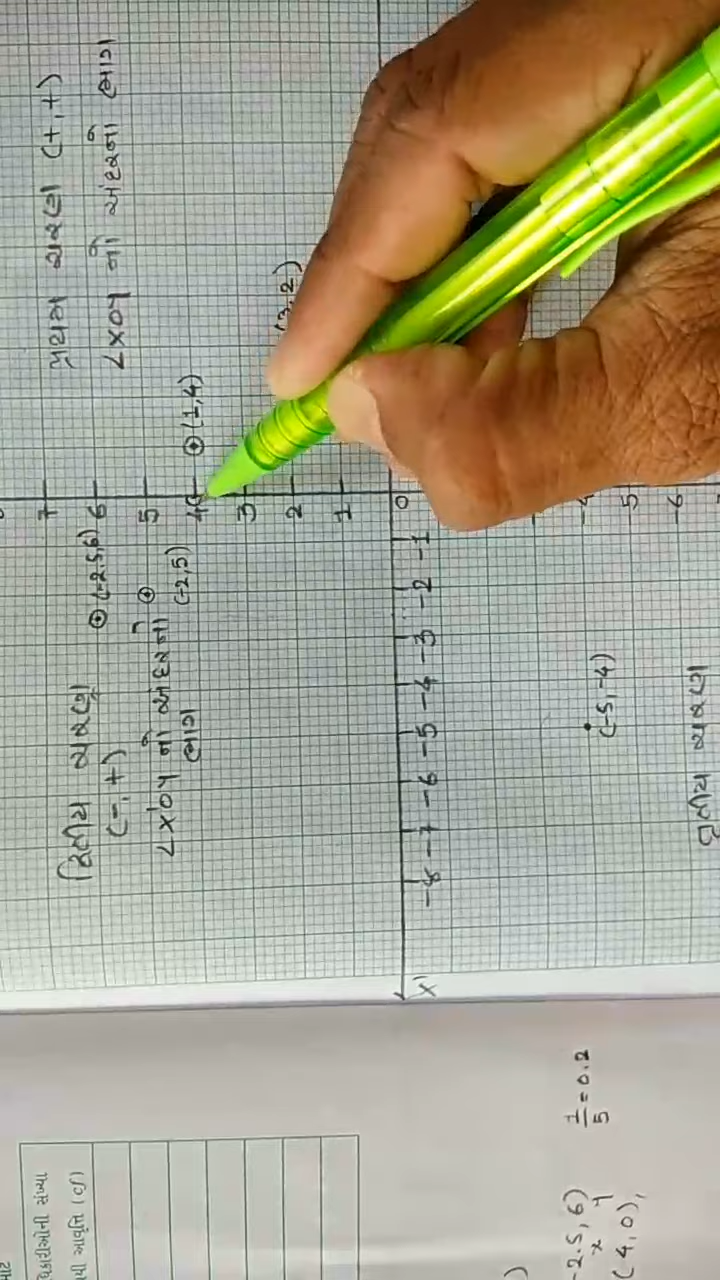 પ્રથમ ચરણ (+,+)
∠XOY નો અંદરનો ભાગ
(1,4)
(3,2)
દ્વિતીય ચરણ
(-,+)
∠X'OY નો અંદરનો
ભાગ
(-2.5,6)
(-2,5)
7
6
5
4
3
2
1
0
-1
-2
-3
-4
-5
-6
-7
-8
X'
-4
5
-6
(-5,-4)
તૃતીય ચરણ
1/5 = 0.2
2.5, 6)
x y
(4,0),
સંખ્યા
આવૃત્તિ (cf)